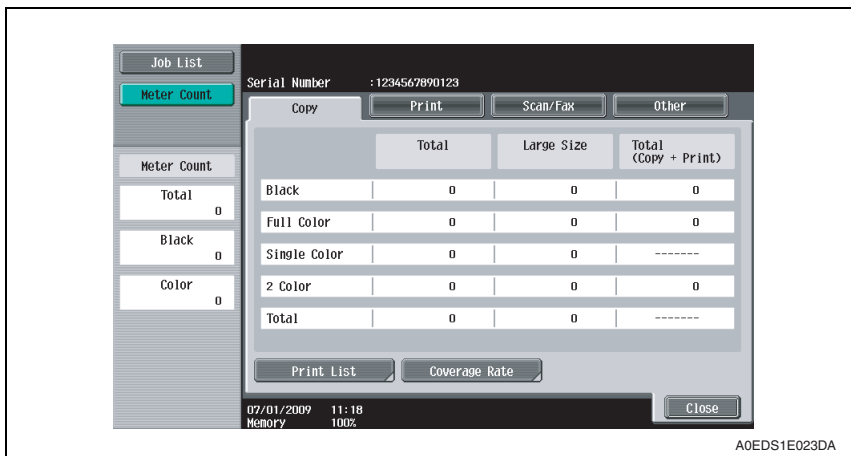 Job List
Meter Count
Serial Number :1234567890123
Copy Print Scan/Fax Other
Meter Count
Total
0
Black
0
Color
0
Total Large Size Total
(Copy + Print)
Black 0 0 0
Full Color 0 0 0
Single Color 0 0 -------
2 Color 0 0 0
Total 0 0 -------
Print List Coverage Rate
07/01/2009 11:18
Memory 100%
Close
A0EDS1E023DA